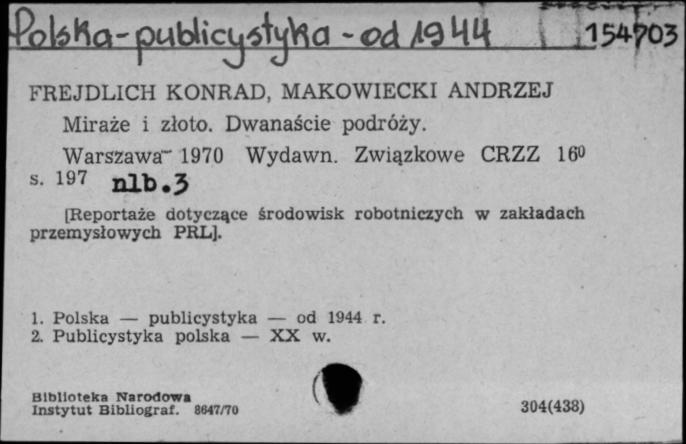 Polska-publicystyka-od 1944 154703
FREJDLICH KONRAD, MAKOWIECKI ANDRZEJ
Miraże i złoto. Dwanaście podróży.
Warszawa 1970 Wydawn. Związkowe CRZZ 16⁰
s. 197 nlb.3
[Reportaże dotyczące środowisk robotniczych w zakładach
przemysłowych PRL].
1. Polska — publicystyka — od 1944 r.
2. Publicystyka polska — XX w.
Biblioteka Narodowa
Instytut Bibliograf. 8647/70 304(438)